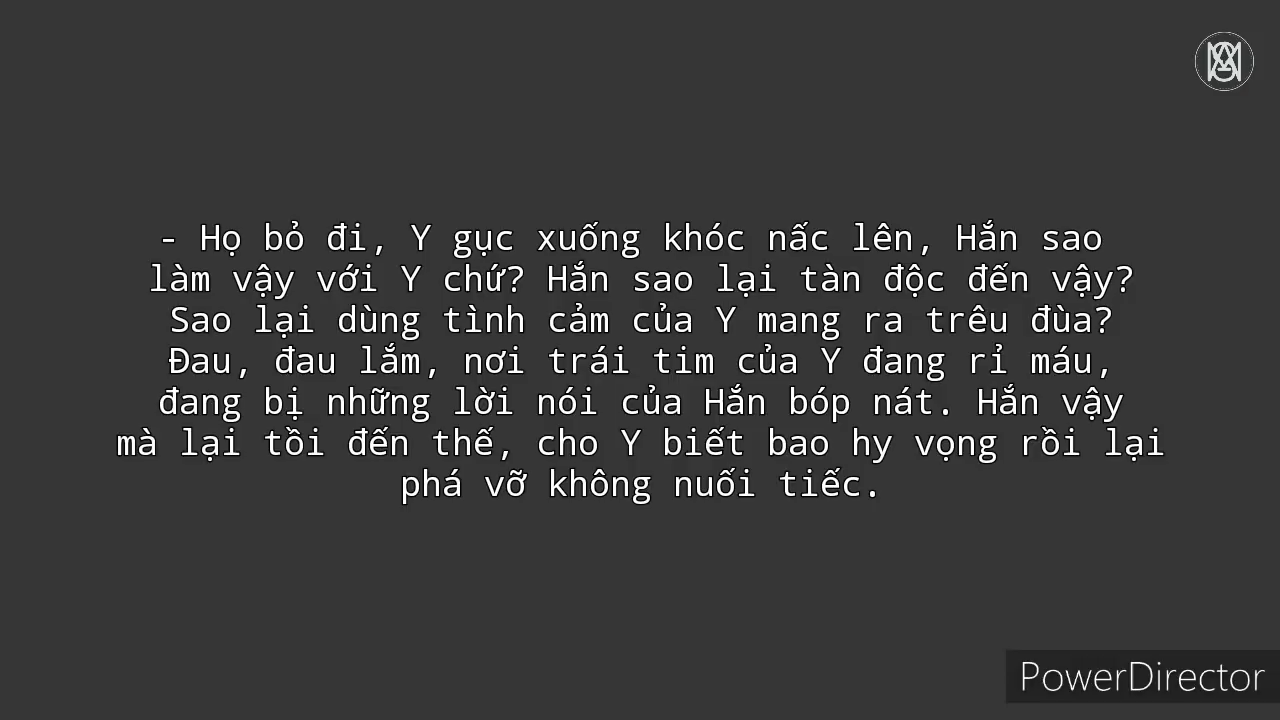 - Họ bỏ đi, Y gục xuống khóc nấc lên, Hắn sao
làm vậy với Y chứ? Hắn sao lại tàn độc đến vậy?
Sao lại dùng tình cảm của Y mang ra trêu đùa?
Đau, đau lắm, nơi trái tim của Y đang rỉ máu,
đang bị những lời nói của Hắn bóp nát. Hắn vậy
mà lại tồi đến thế, cho Y biết bao hy vọng rồi lại
phá vỡ không nuối tiếc.
PowerDirector